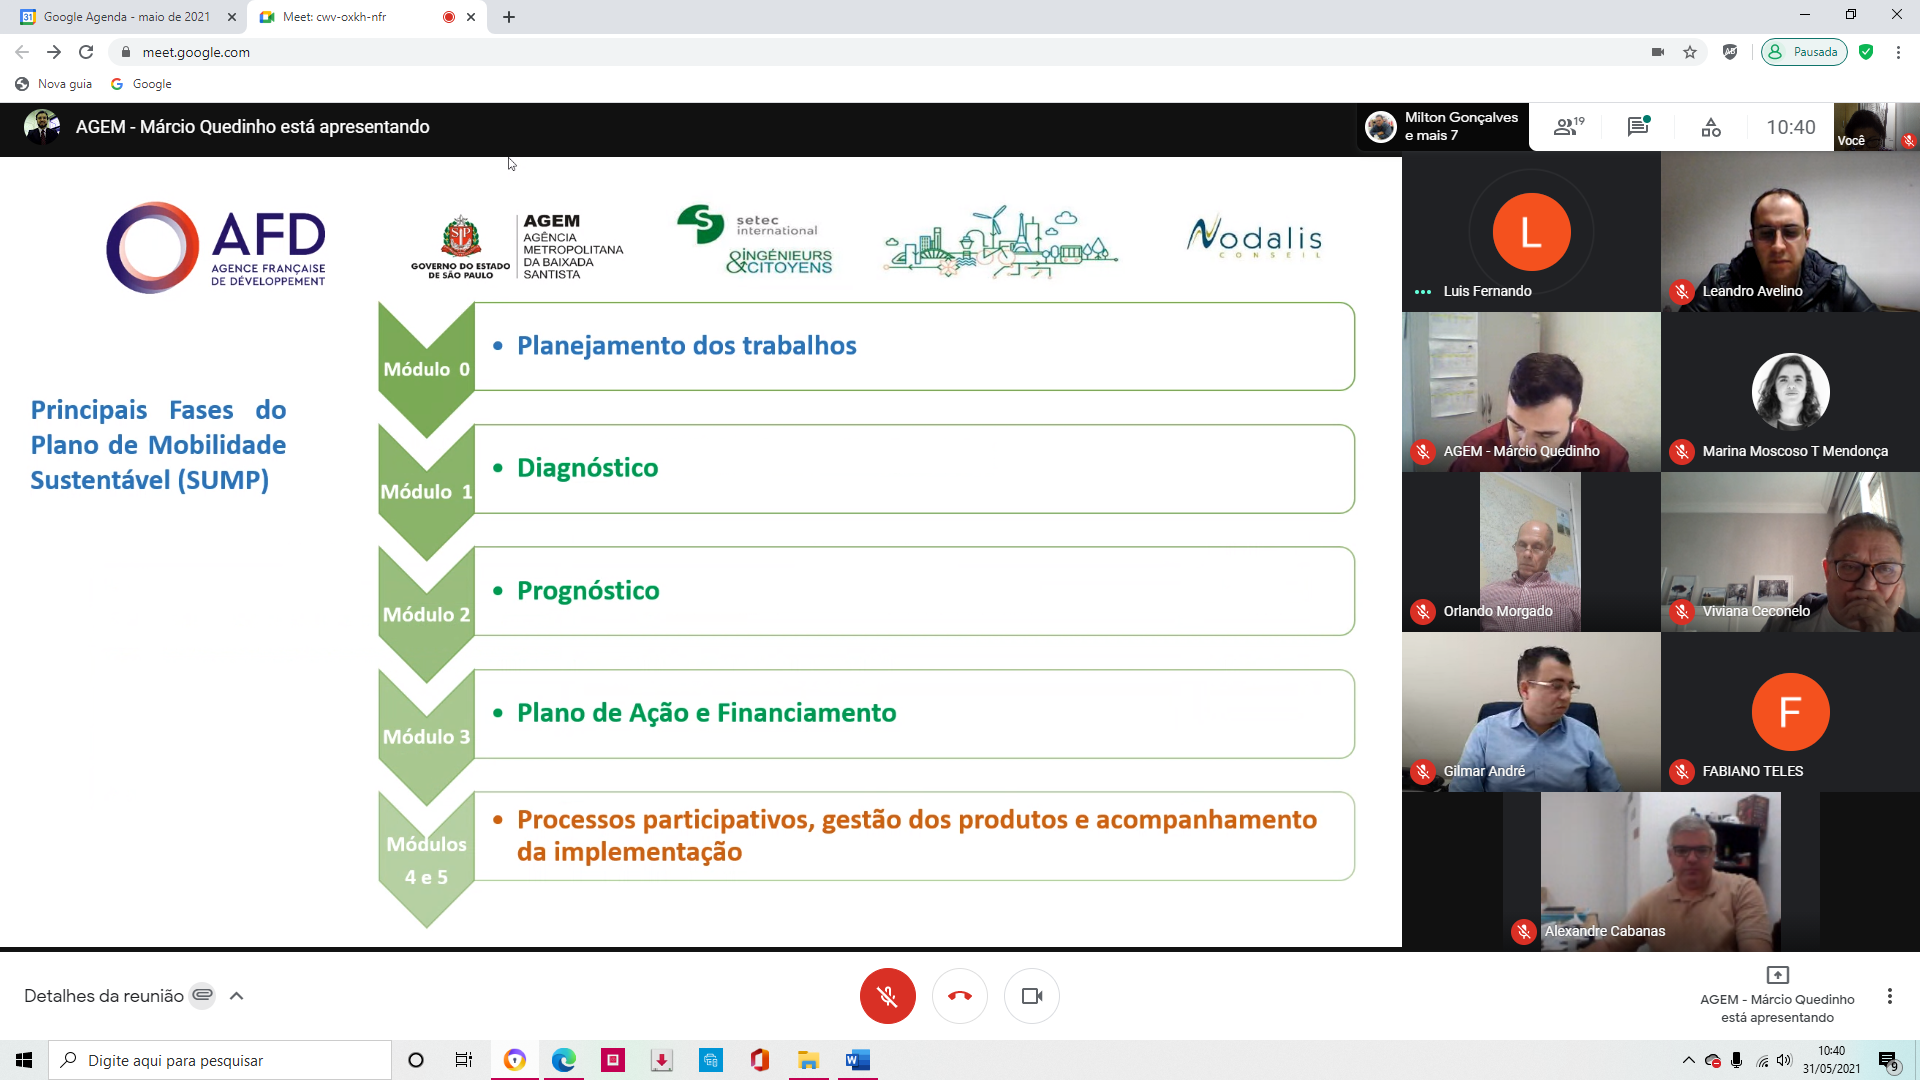 Google Agenda - maio de 2021
Meet: cwv-oxkh-nfr
meet.google.com
Pausada
Nova guia
Google
AGEM - Márcio Quedinho está apresentando
Milton Gonçalves
e mais 7
19
10:40
Você
AFD
AGENCE FRANÇAISE
DE DÉVELOPPEMENT
SP
GOVERNO DO ESTADO
DE SÃO PAULO
AGEM
AGÊNCIA
METROPOLITANA
DA BAIXADA
SANTISTA
setec
international
INGÉNIEURS
&CITOYENS
Nodalis
CONSEIL
Principais Fases do
Plano de Mobilidade
Sustentável (SUMP)
Módulo 0
• Planejamento dos trabalhos
Módulo 1
• Diagnóstico
Módulo 2
• Prognóstico
Módulo 3
• Plano de Ação e Financiamento
Módulos
4 e 5
• Processos participativos, gestão dos produtos e acompanhamento
da implementação
L
Luis Fernando
Leandro Avelino
AGEM - Márcio Quedinho
Marina Moscoso T Mendonça
Orlando Morgado
Viviana Ceconelo
Gilmar André
F
FABIANO TELES
Alexandre Cabanas
Detalhes da reunião
AGEM - Márcio Quedinho
está apresentando
Digite aqui para pesquisar
10:40
31/05/2021
9